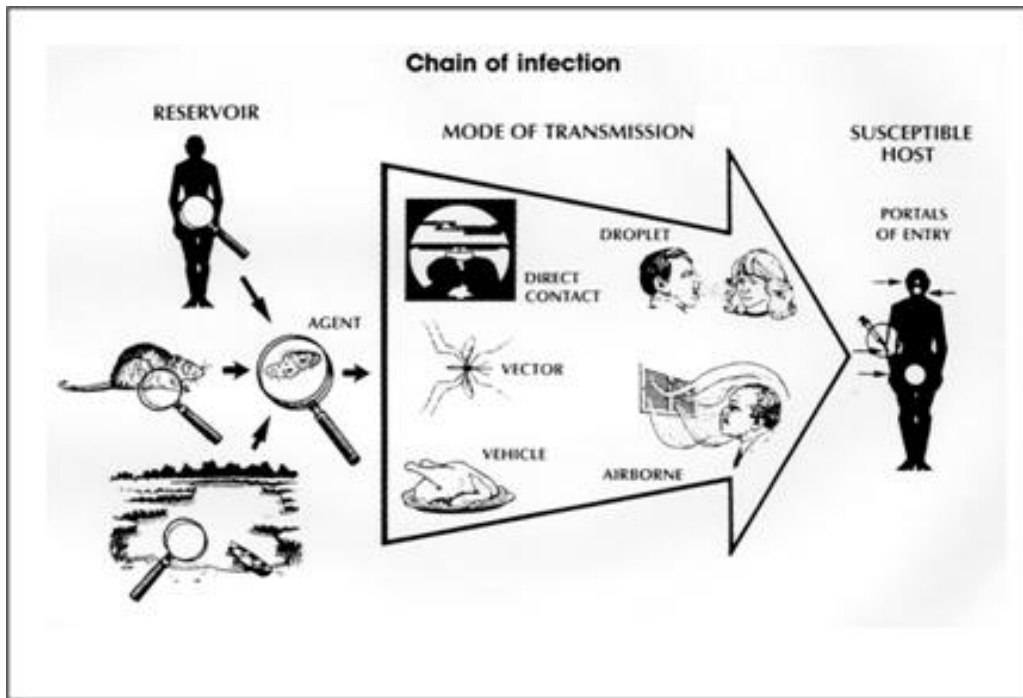 Chain of infection
RESERVOIR
MODE OF TRANSMISSION
SUSCEPTIBLE
HOST
PORTALS
OF ENTRY
DROPLET
DIRECT
CONTACT
AGENT
VECTOR
VEHICLE
AIRBORNE